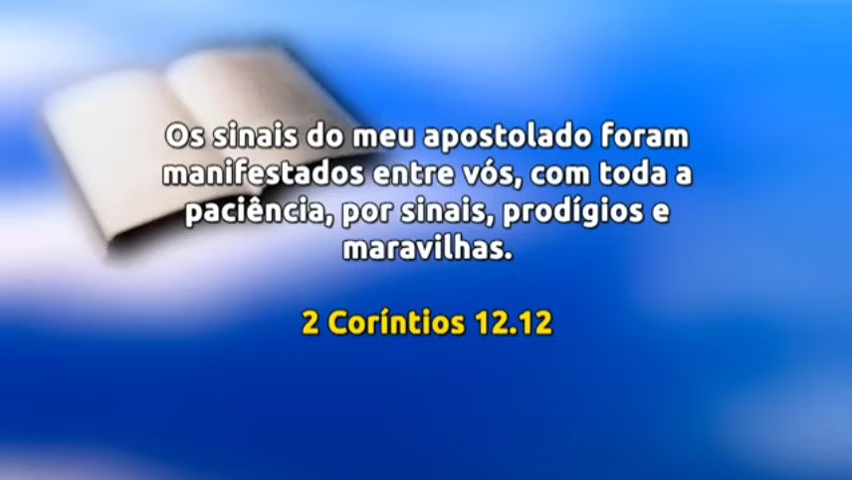 Os sinais do meu apostolado foram
manifestados entre vós, com toda a
paciência, por sinais, prodígios e
maravilhas.
2 Coríntios 12.12